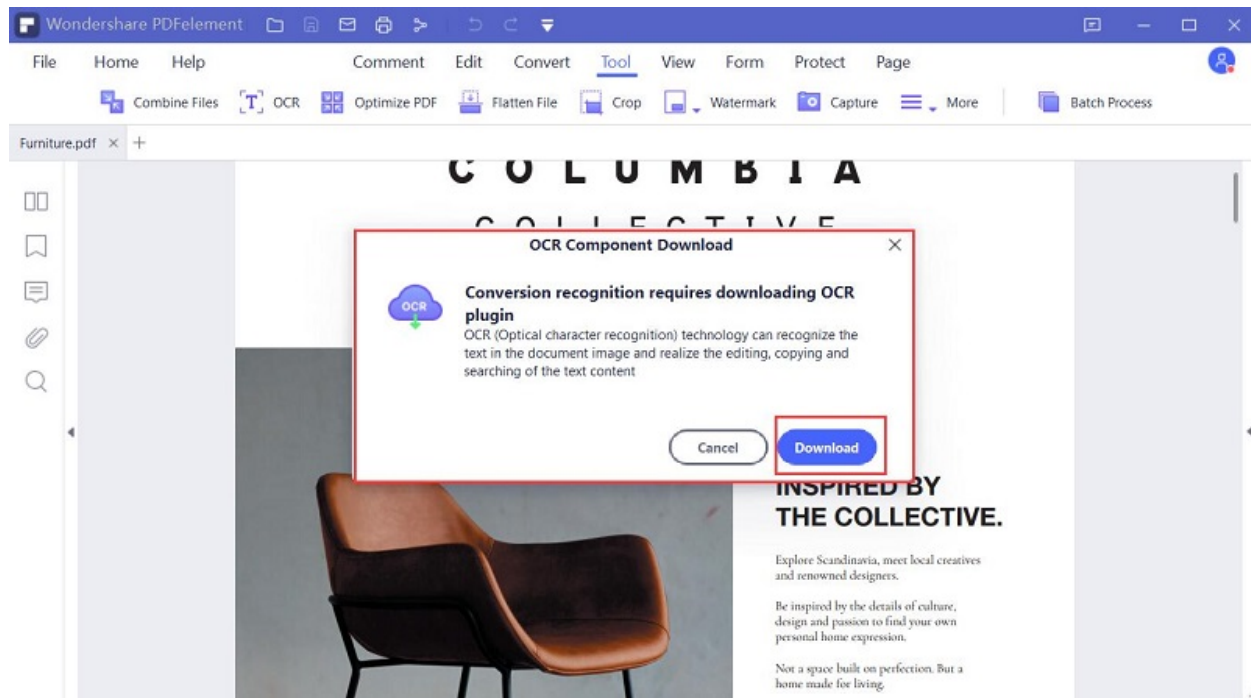 Wondershare PDFelement
File Home Help Comment Edit Convert Tool View Form Protect Page
Combine Files T OCR Optimize PDF Flatten File Crop Watermark Capture More Batch Process
Furniture.pdf
COLUMBIA
COLLECTIVE
OCR Component Download
OCR
Conversion recognition requires downloading OCR
plugin
OCR (Optical character recognition) technology can recognize the
text in the document image and realize the editing, copying and
searching of the text content
Cancel Download
INSPIRED BY
THE COLLECTIVE.
Explore Scandinavia, meet local creatives
and renowned designers.
Be inspired by the details of culture,
design and passion to find your own
personal home expression.
Not a space built on perfection. But a
home made for living.